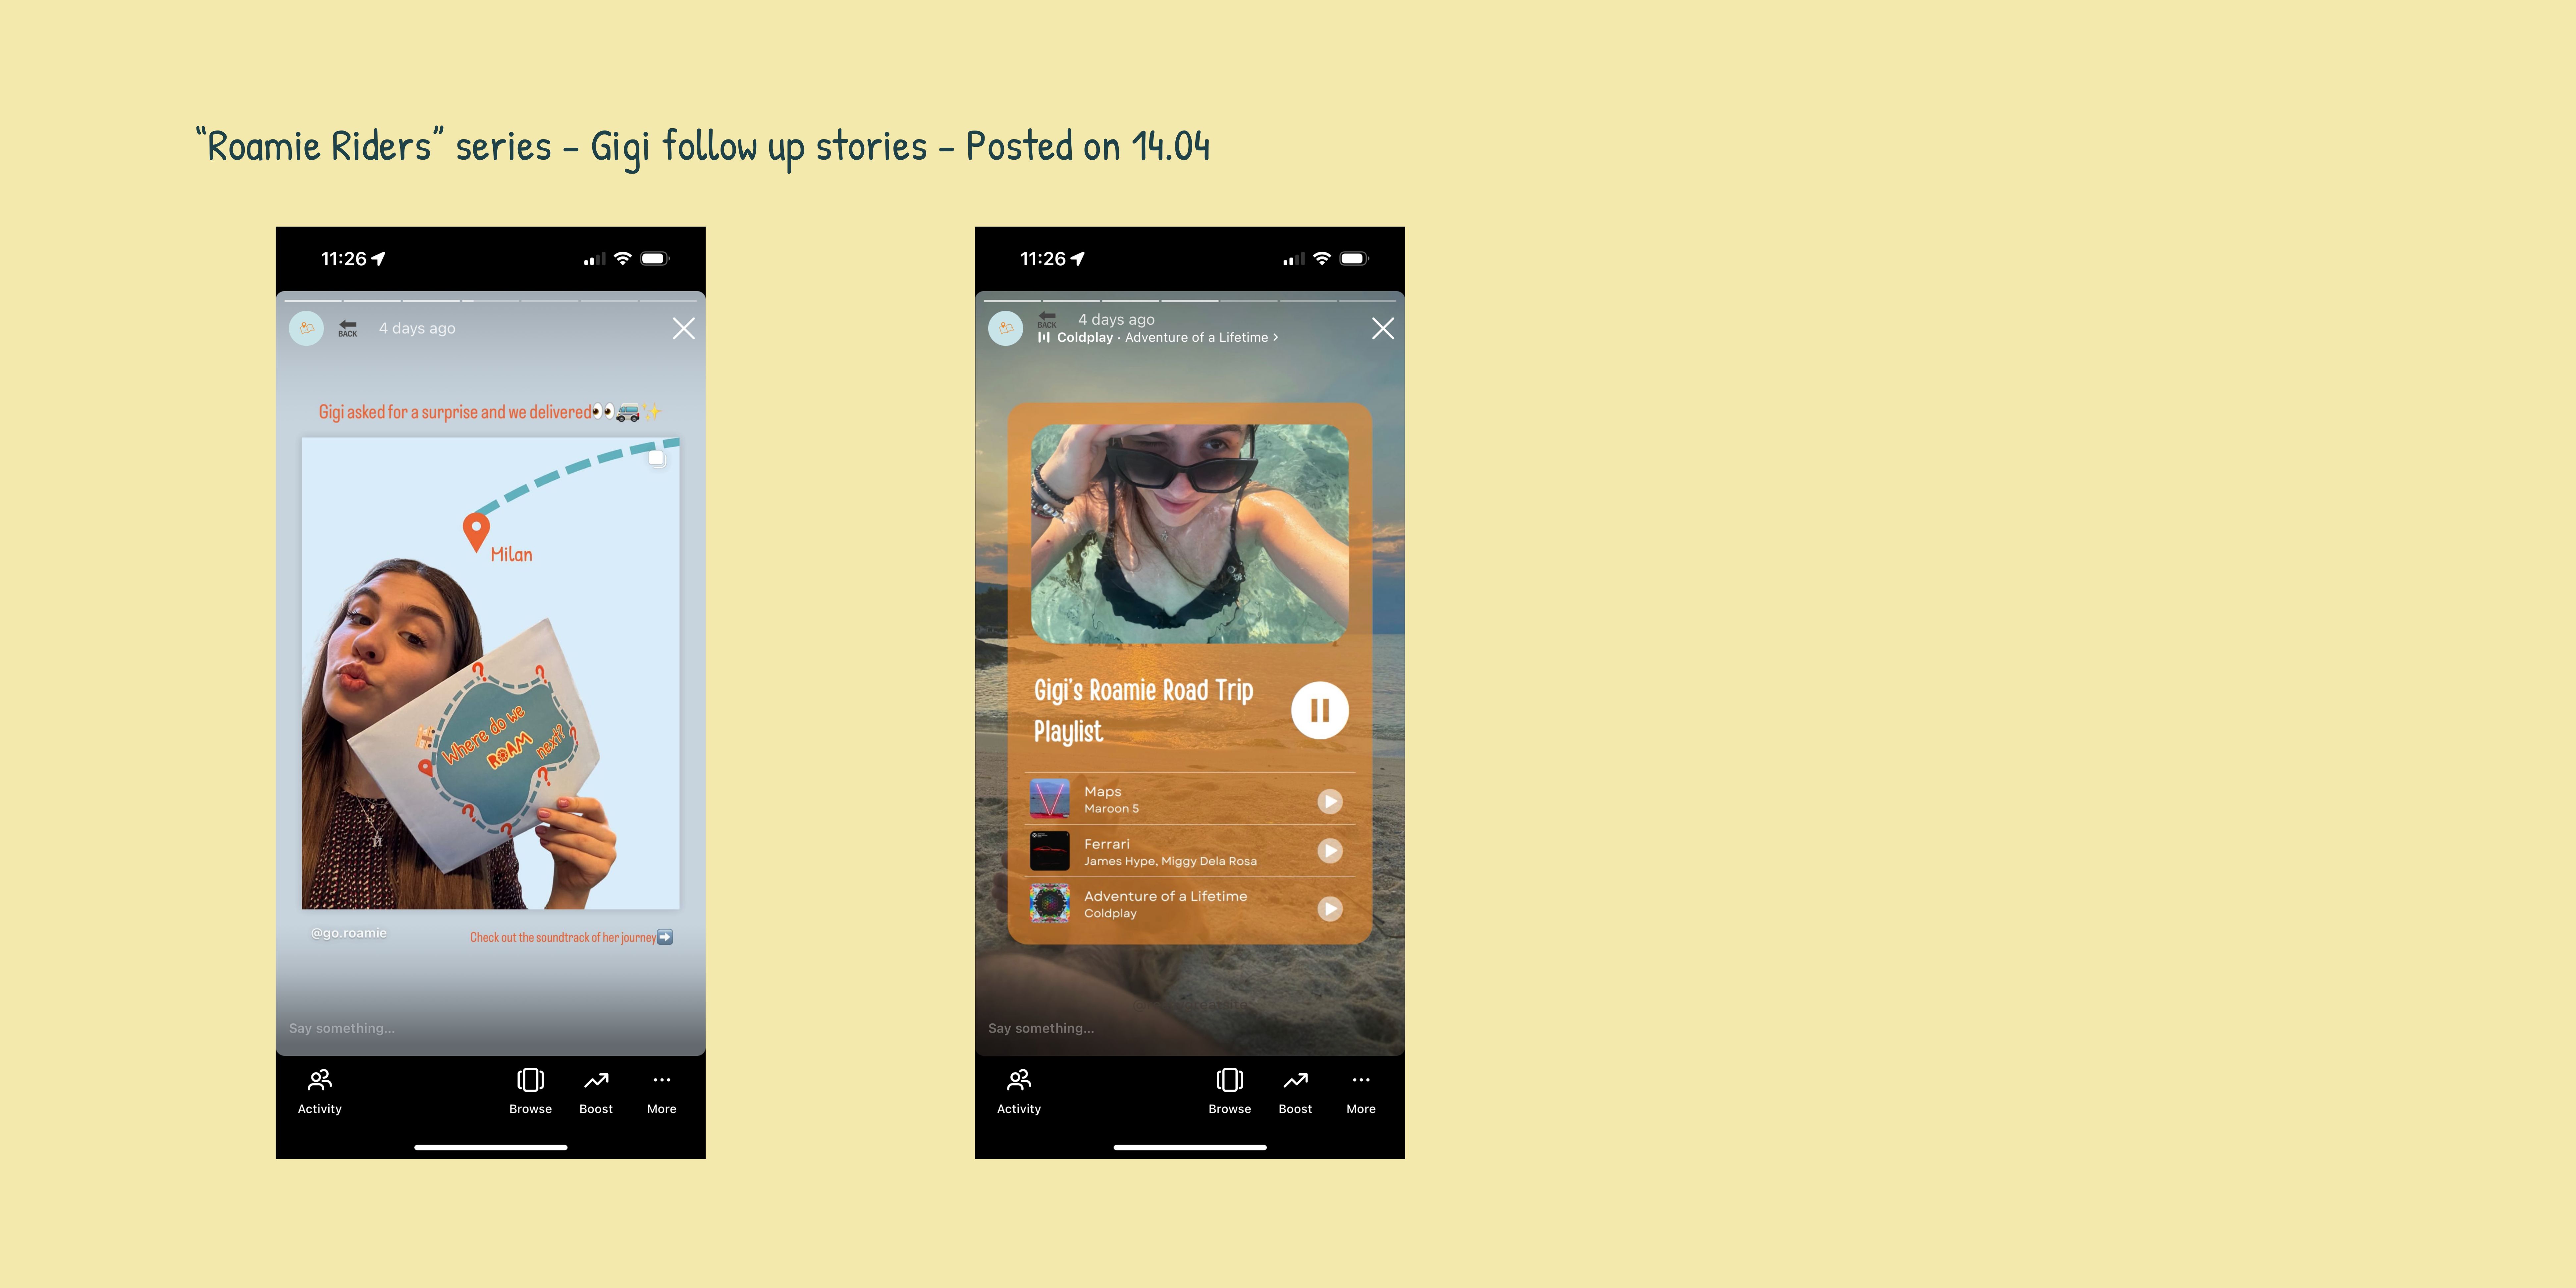 “Roamie Riders” series - Gigi follow up stories - Posted on 14.04
11:26
BACK
4 days ago
Gigi asked for a surprise and we delivered👀🚐✨
Milan
Where do we
ROAM
next?
@go.roamie
Check out the soundtrack of her journey➡️
Say something...
Activity
Browse
Boost
More
11:26
BACK
4 days ago
Coldplay · Adventure of a Lifetime >
Gigi's Roamie Road Trip
Playlist
Maps
Maroon 5
Ferrari
James Hype, Miggy Dela Rosa
Adventure of a Lifetime
Coldplay
Say something...
Activity
Browse
Boost
More